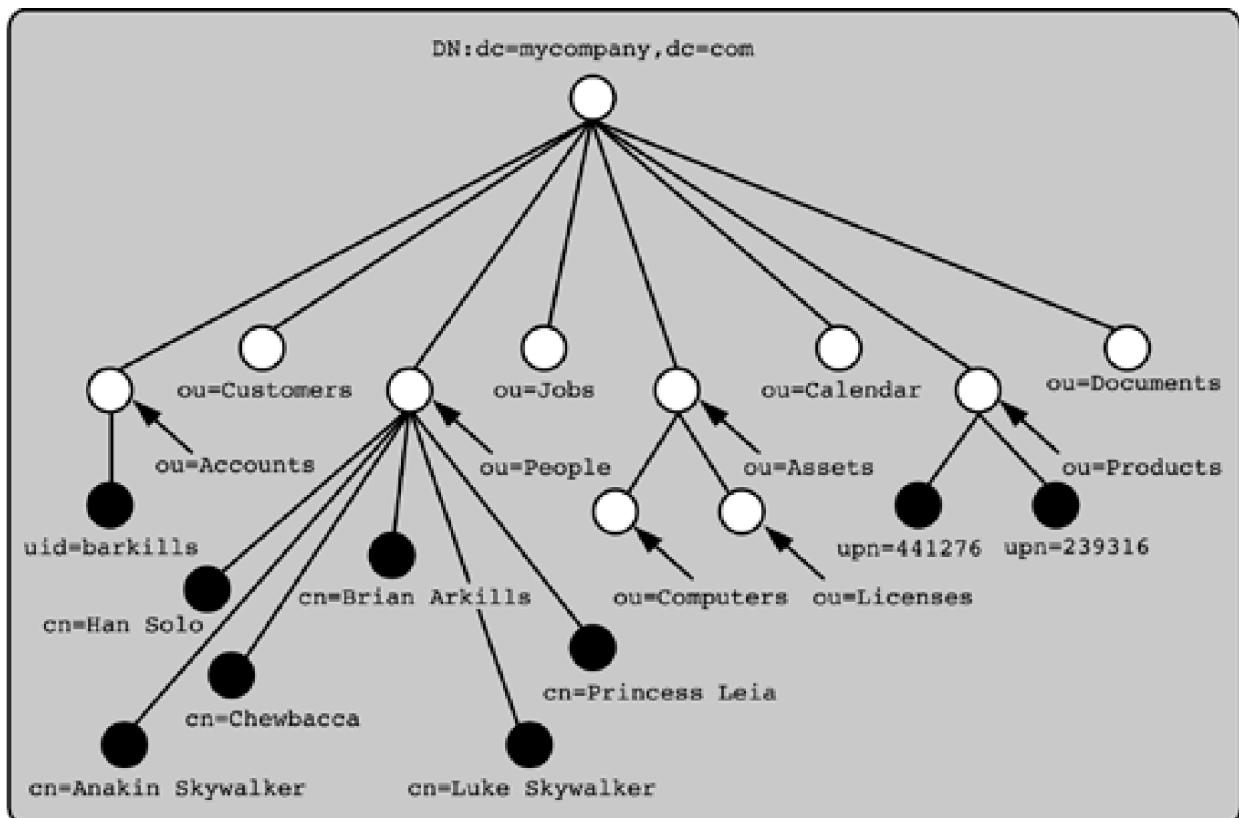 DN:dc=mycompany,dc=com
ou=Customers
ou=Jobs
ou=Calendar
ou=Documents
ou=Accounts
ou=People
ou=Assets
ou=Products
uid=barkills
upn=441276
upn=239316
cn=Brian Arkills
ou=Computers
ou=Licenses
cn=Han Solo
cn=Princess Leia
cn=Chewbacca
cn=Anakin Skywalker
cn=Luke Skywalker